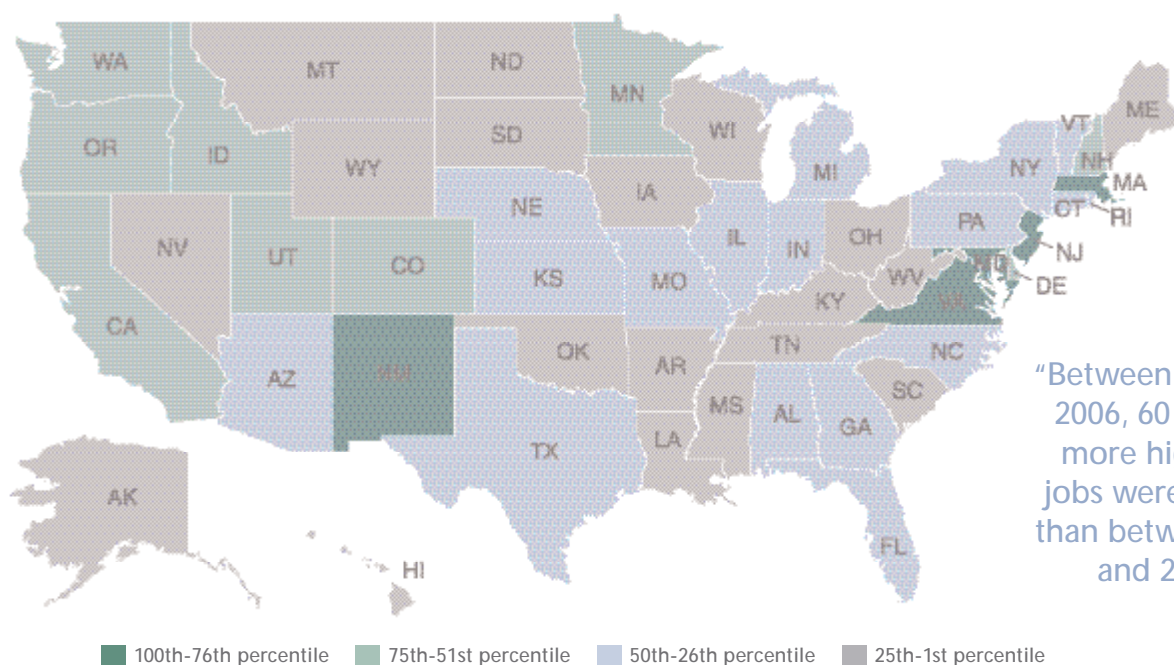 WA
MT
ND
MN
OR
ID
SD
WI
ME
VT
NH
WY
MI
NY
MA
IA
CT
RI
NV
UT
CO
NE
IL
IN
OH
PA
NJ
CA
KS
MO
WV
MD
DE
KY
VA
AZ
NM
OK
AR
TN
NC
TX
LA
MS
AL
GA
SC
FL
AK
HI
“Between
2006, 60
more hi
jobs were
than betw
and 2
100th-76th percentile 75th-51st percentile 50th-26th percentile 25th-1st percentile